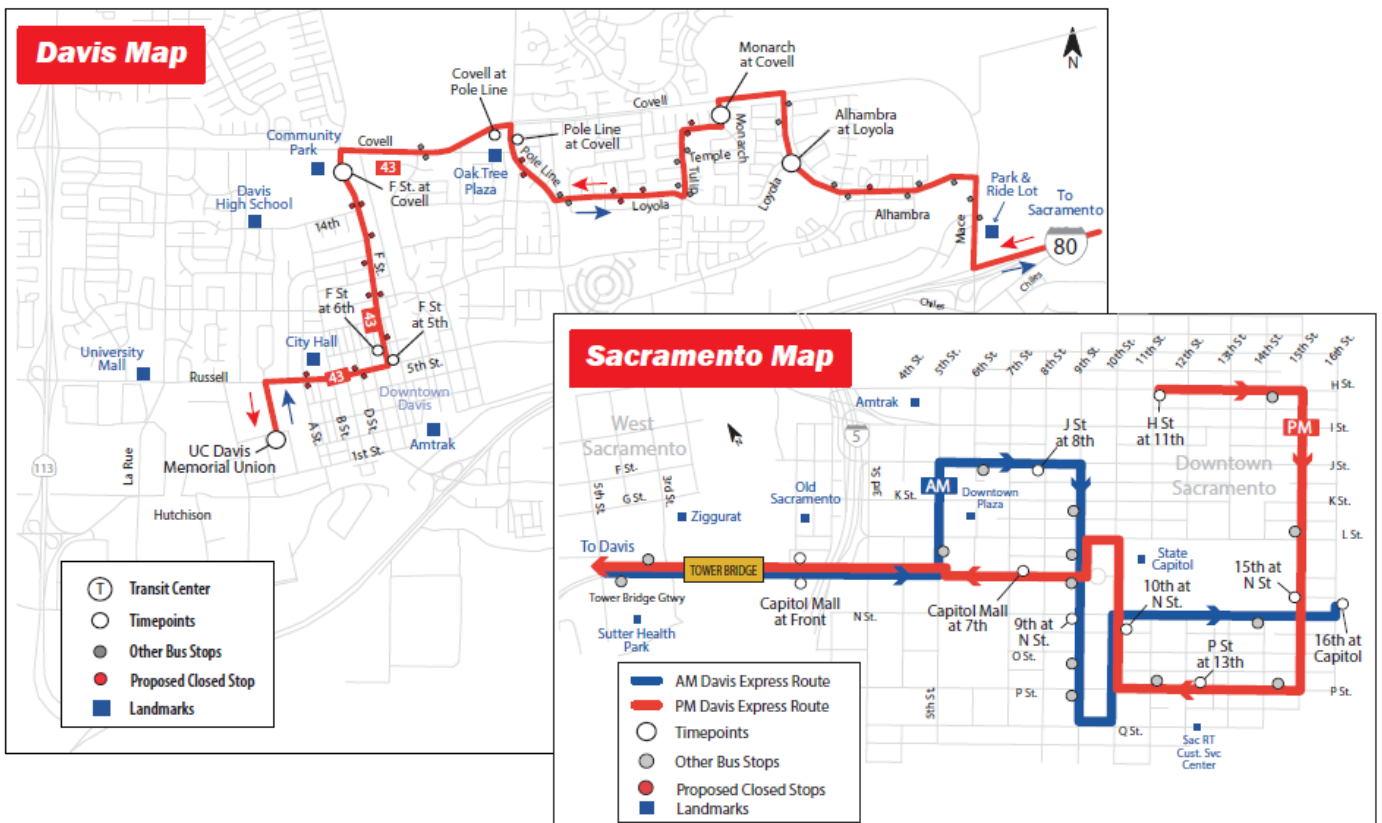 Davis Map
N
Covell at
Pole Line
Monarch
at Covell
Covell
Community
Park
Covell
43
Pole Line
at Covell
Alhambra
at Loyola
Monarch
Temple
Tulip
Pole Line
F St. at
Covell
Oak Tree
Plaza
Davis
High School
Loyola
Loyola
Alhambra
Park &
Ride Lot
To
Sacramento
Mace
80
14th
F St.
Chiles
Chiles
F St
at 6th
F St
at 5th
43
City Hall
University
Mall
Russell
43
5th St.
Downtown
Davis
A St.
B St.
D St.
1st St.
Amtrak
UC Davis
Memorial Union
113
La Rue
Hutchison
T
Transit Center
Timepoints
Other Bus Stops
Proposed Closed Stop
Landmarks
Sacramento Map
4th St.
5th St.
6th St.
7th St.
8th St.
9th St.
10th St.
11th St.
12th St.
13th St.
14th St.
15th St.
16th St.
H St.
Amtrak
West
Sacramento
N
5
J St
at 8th
H St
at 11th
PM
I St.
J St.
Downtown
Sacramento
F St.
G St.
5th St.
3rd St.
3rd St.
K St.
AM
Downtown
Plaza
K St.
Old
Sacramento
Ziggurat
L St.
To Davis
TOWER BRIDGE
State
Capitol
15th at
N St
10th at
N St.
Tower Bridge Gtwy
Capitol Mall
at Front
N St.
Capitol Mall
at 7th
9th at
N St.
16th at
Capitol
Sutter Health
Park
O St.
P St
at 13th
5th St.
P St.
P St.
Q St.
Sac RT
Cust. Svc
Center
AM Davis Express Route
PM Davis Express Route
Timepoints
Other Bus Stops
Proposed Closed Stops
Landmarks